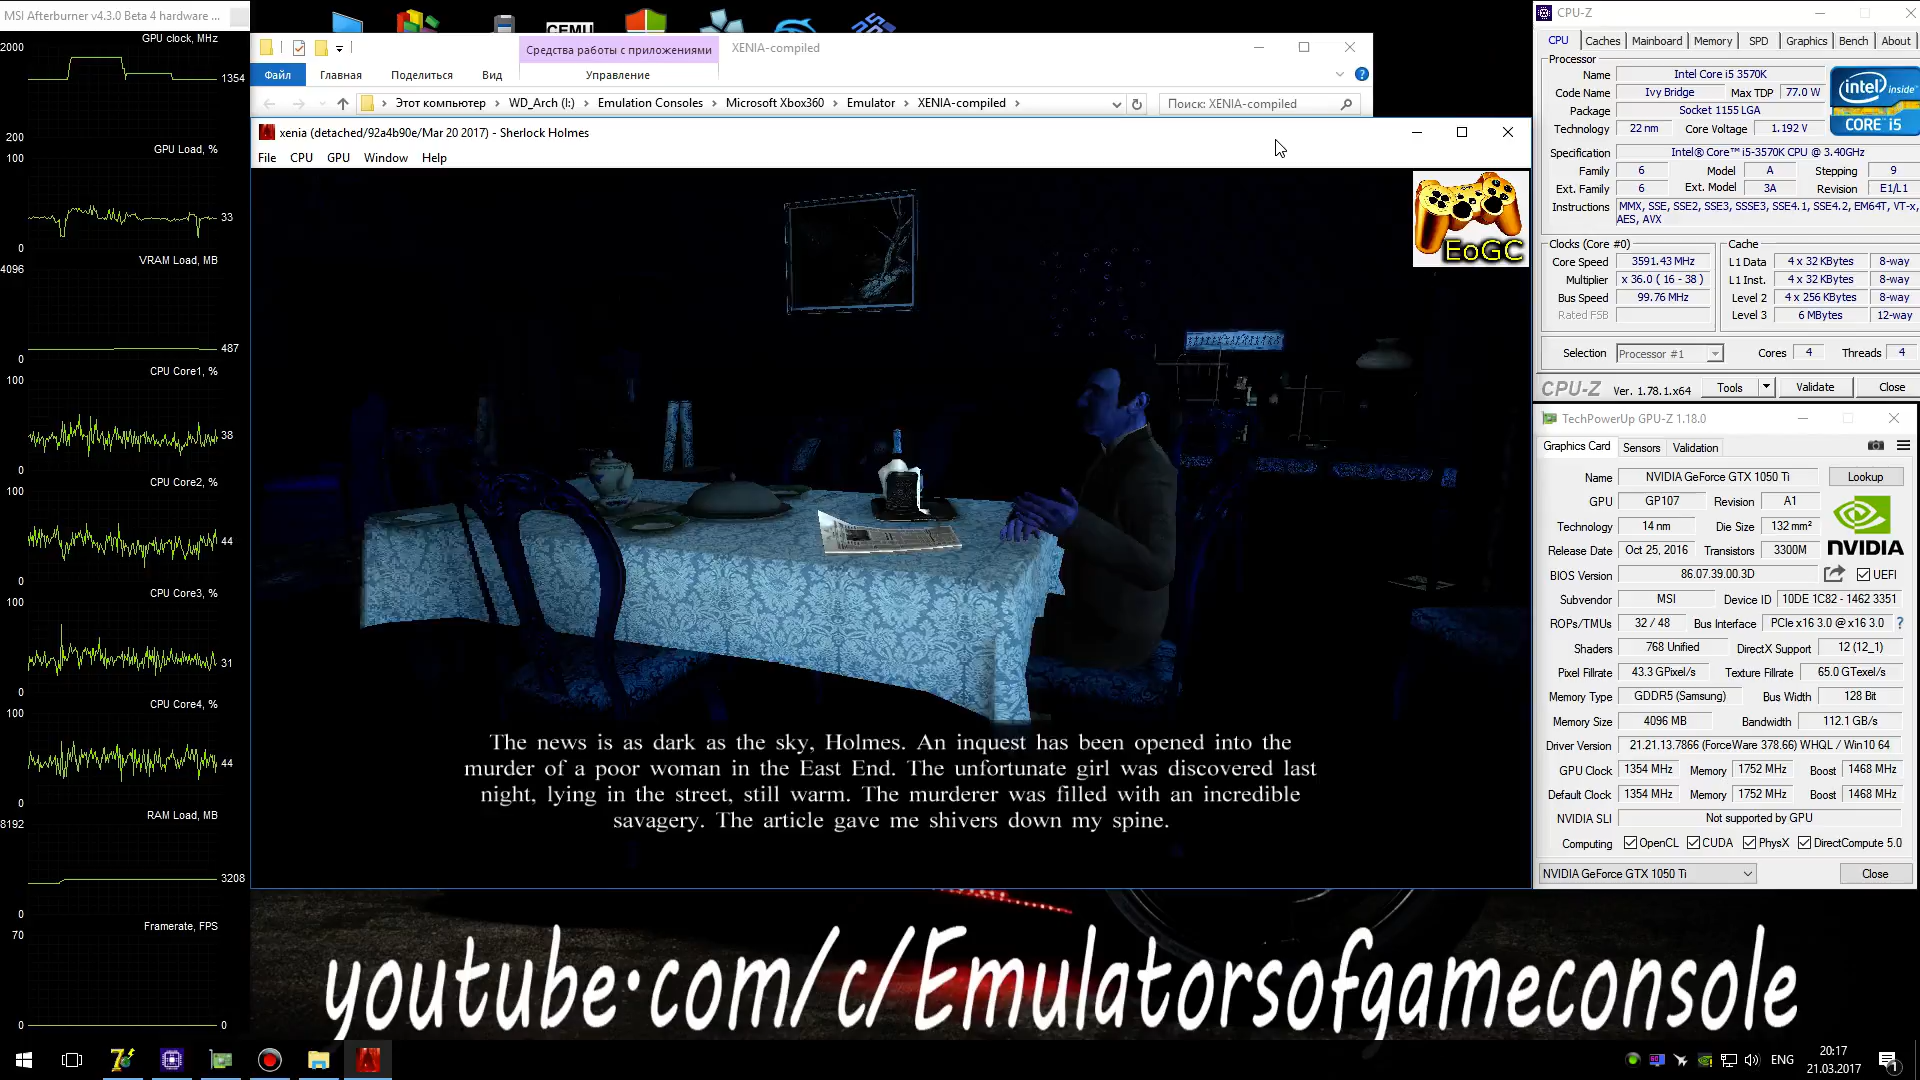 MSI Afterburner v4.3.0 Beta 4 hardware ...
GPU clock, MHz
2000
1354
200
GPU Load, %
100
33
0
VRAM Load, MB
4096
487
0
CPU Core1, %
100
38
0
CPU Core2, %
100
44
0
CPU Core3, %
100
31
0
CPU Core4, %
100
44
0
RAM Load, MB
8192
3208
0
Framerate, FPS
70
0
0
CEMU
Средства работы с приложениями
XENIA-compiled
Файл
Главная
Поделиться
Вид
Управление
Этот компьютер > WD_Arch (I:) > Emulation Consoles > Microsoft Xbox360 > Emulator > XENIA-compiled >
Поиск: XENIA-compiled
xenia (detached/92a4b90e/Mar 20 2017) - Sherlock Holmes
File CPU GPU Window Help
EoGC
The news is as dark as the sky, Holmes. An inquest has been opened into the
murder of a poor woman in the East End. The unfortunate girl was discovered last
night, lying in the street, still warm. The murderer was filled with an incredible
savagery. The article gave me shivers down my spine.
CPU-Z
CPU Caches Mainboard Memory SPD Graphics Bench About
Processor
Name Intel Core i5 3570K
Code Name Ivy Bridge Max TDP 77.0 W
Package Socket 1155 LGA
Technology 22 nm Core Voltage 1.192 V
intel inside
CORE i5
Specification Intel® Core™ i5-3570K CPU @ 3.40GHz
Family 6 Model A Stepping 9
Ext. Family 6 Ext. Model 3A Revision E1/L1
Instructions MMX, SSE, SSE2, SSE3, SSSE3, SSE4.1, SSE4.2, EM64T, VT-x,
AES, AVX
Clocks (Core #0)
Core Speed 3591.43 MHz
Multiplier x 36.0 ( 16 - 38 )
Bus Speed 99.76 MHz
Rated FSB
Cache
L1 Data 4 x 32 KBytes 8-way
L1 Inst. 4 x 32 KBytes 8-way
Level 2 4 x 256 KBytes 8-way
Level 3 6 MBytes 12-way
Selection Processor #1 Cores 4 Threads 4
CPU-Z Ver. 1.78.1.x64 Tools Validate Close
TechPowerUp GPU-Z 1.18.0
Graphics Card Sensors Validation
Name NVIDIA GeForce GTX 1050 Ti Lookup
GPU GP107 Revision A1
Technology 14 nm Die Size 132 mm²
Release Date Oct 25, 2016 Transistors 3300M
NVIDIA
BIOS Version 86.07.39.00.3D UEFI
Subvendor MSI Device ID 10DE 1C82 - 1462 3351
ROPs/TMUs 32 / 48 Bus Interface PCIe x16 3.0 @ x16 3.0 ?
Shaders 768 Unified DirectX Support 12 (12_1)
Pixel Fillrate 43.3 GPixel/s Texture Fillrate 65.0 GTexel/s
Memory Type GDDR5 (Samsung) Bus Width 128 Bit
Memory Size 4096 MB Bandwidth 112.1 GB/s
Driver Version 21.21.13.7866 (ForceWare 378.66) WHQL / Win10 64
GPU Clock 1354 MHz Memory 1752 MHz Boost 1468 MHz
Default Clock 1354 MHz Memory 1752 MHz Boost 1468 MHz
NVIDIA SLI Not supported by GPU
Computing OpenCL CUDA PhysX DirectCompute 5.0
NVIDIA GeForce GTX 1050 Ti Close
youtube.com/c/Emulatorsofgameconsole
ENG
20:17
21.03.2017
1